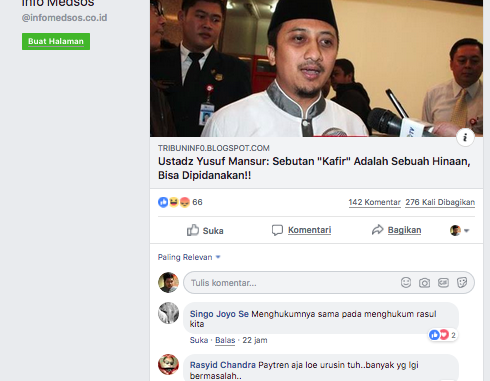 Info Medsos
@infomedsos.co.id
Buat Halaman
TRIBUNINF0.BLOGSPOT.COM
Ustadz Yusuf Mansur: Sebutan "Kafir" Adalah Sebuah Hinaan,
Bisa Dipidanakan!!
66
142 Komentar 276 Kali Dibagikan
Suka Komentari Bagikan
Paling Relevan
Tulis komentar...
Singo Joyo Se Menghukumnya sama pada menghukum rasul
kita
2
Suka · Balas · 22 jam
Rasyid Chandra Paytren aja loe urusin tuh..banyak yg lgi
bermasalah..